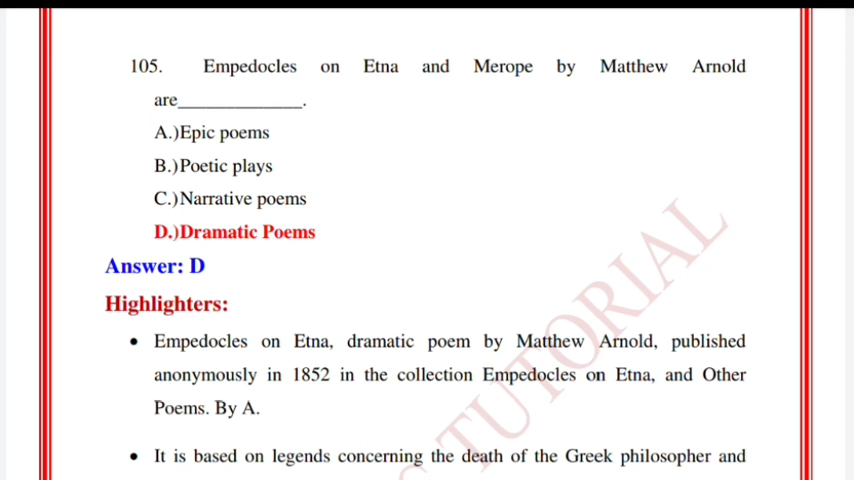 105. Empedocles on Etna and Merope by Matthew Arnold
are______________.
A.)Epic poems
B.)Poetic plays
C.)Narrative poems
D.)Dramatic Poems
Answer: D
Highlighters:
• Empedocles on Etna, dramatic poem by Matthew Arnold, published
anonymously in 1852 in the collection Empedocles on Etna, and Other
Poems. By A.
• It is based on legends concerning the death of the Greek philosopher and
TUTORIAL